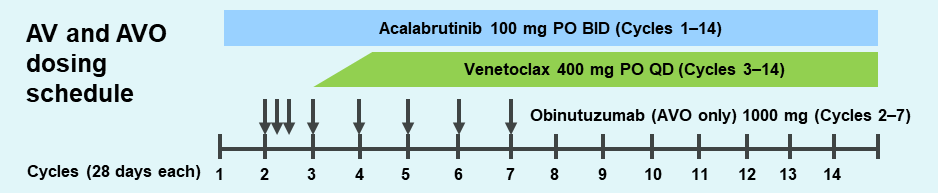 AV and AVO
dosing
schedule
Acalabrutinib 100 mg PO BID (Cycles 1–14)
Venetoclax 400 mg PO QD (Cycles 3–14)
Obinutuzumab (AVO only) 1000 mg (Cycles 2–7)
Cycles (28 days each) 1 2 3 4 5 6 7 8 9 10 11 12 13 14